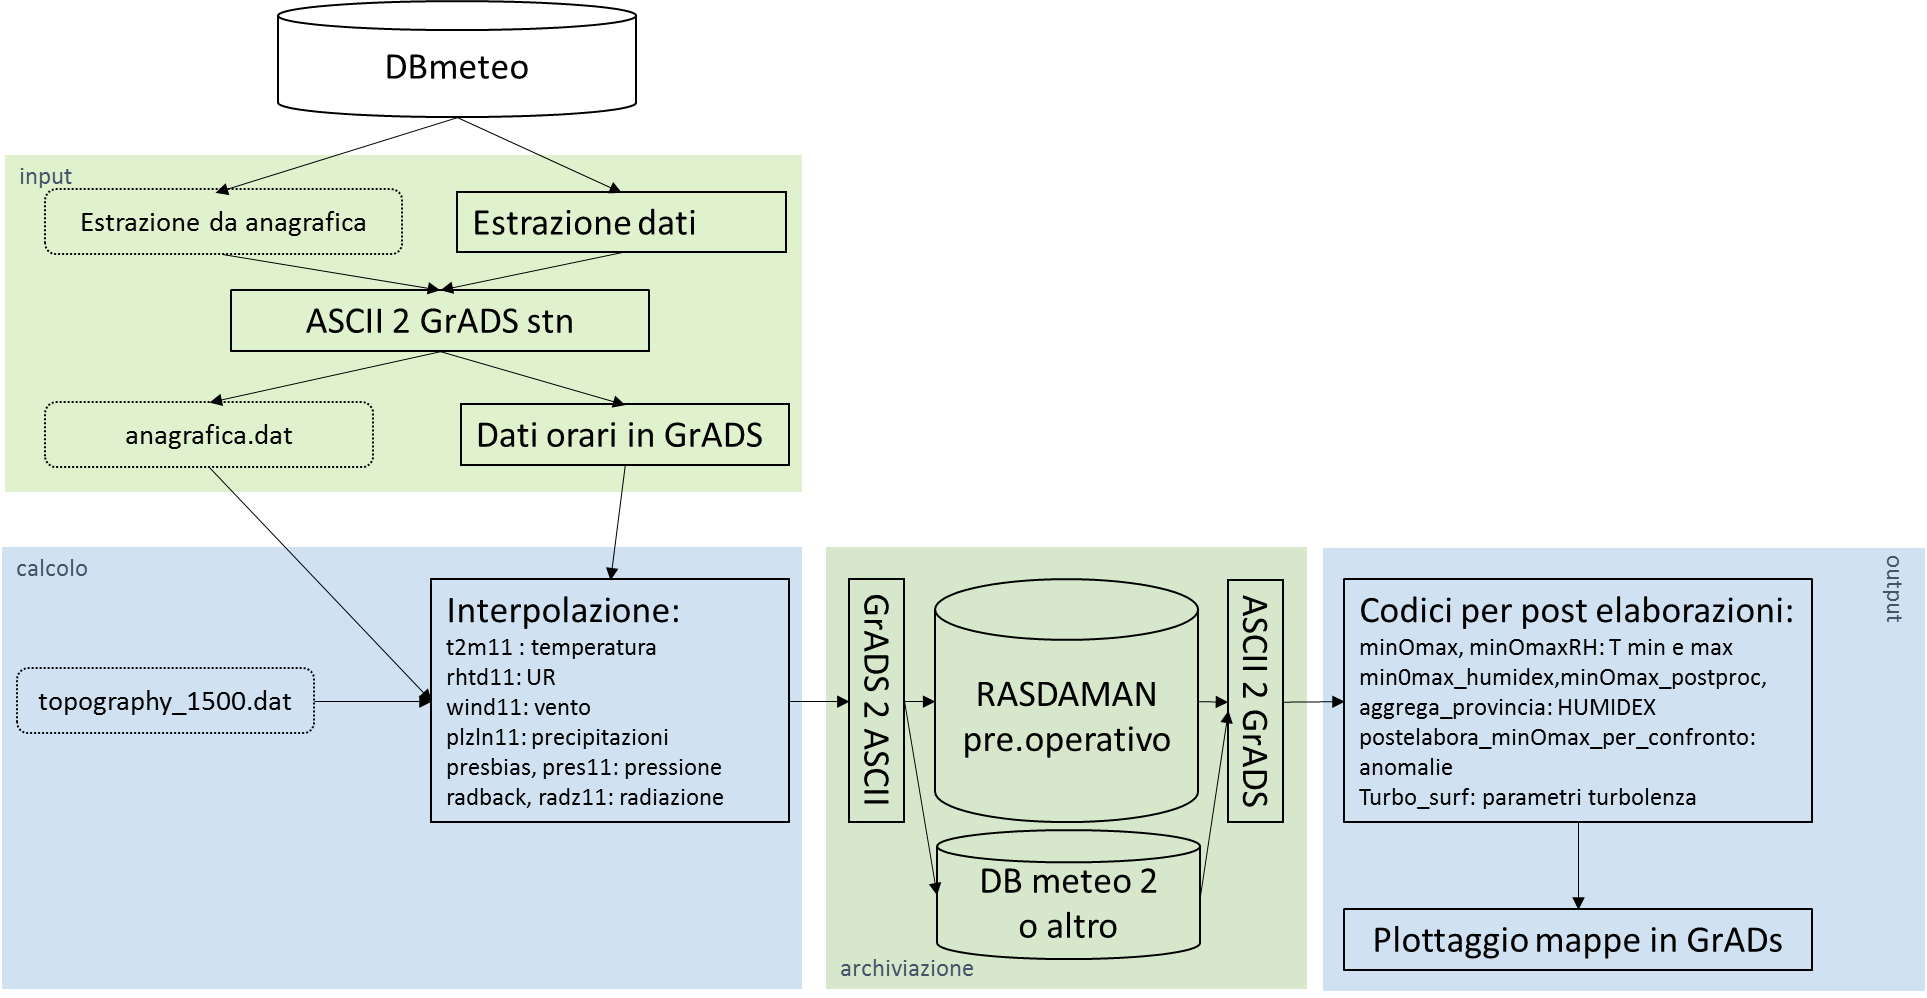 DBmeteo
input
Estrazione da anagrafica
Estrazione dati
ASCII 2 GrADS stn
anagrafica.dat
Dati orari in GrADS
calcolo
topography_1500.dat
Interpolazione:
t2m11 : temperatura
rhtd11: UR
wind11: vento
plzln11: precipitazioni
presbias, pres11: pressione
radback, radz11: radiazione
GrADS 2 ASCII
RASDAMAN
pre.operativo
DB meteo 2
o altro
archiviazione
ASCII 2 GrADS
output
Codici per post elaborazioni:
minOmax, minOmaxRH: T min e max
min0max_humidex,minOmax_postproc,
aggrega_provincia: HUMIDEX
postelabora_minOmax_per_confronto:
anomalie
Turbo_surf: parametri turbolenza
Plottaggio mappe in GrADs